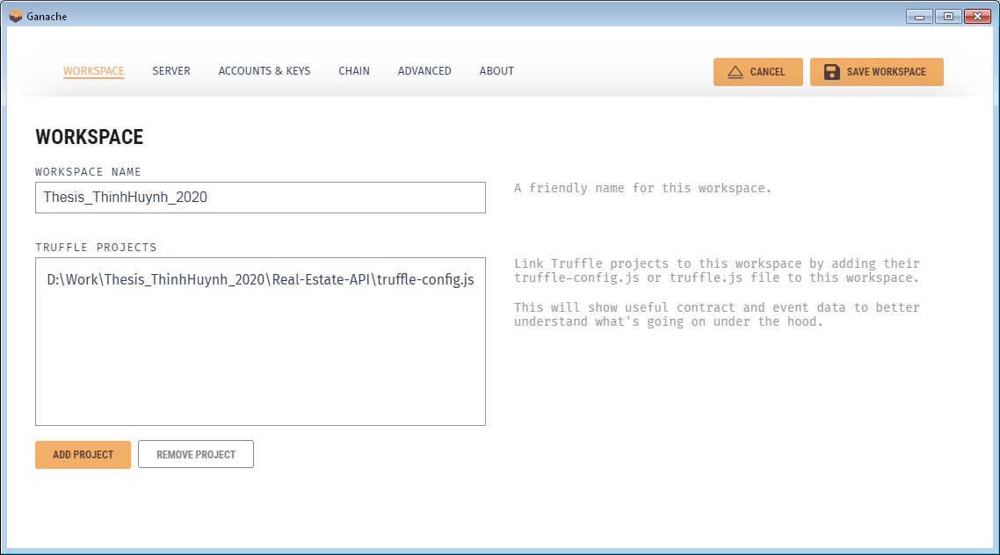 Ganache
WORKSPACE SERVER ACCOUNTS & KEYS CHAIN ADVANCED ABOUT CANCEL SAVE WORKSPACE
WORKSPACE
WORKSPACE NAME
Thesis_ThinhHuynh_2020
A friendly name for this workspace.
TRUFFLE PROJECTS
D:\Work\Thesis_ThinhHuynh_2020\Real-Estate-API\truffle-config.js
Link Truffle projects to this workspace by adding their
truffle-config.js or truffle.js file to this workspace.
This will show useful contract and event data to better
understand what's going on under the hood.
ADD PROJECT REMOVE PROJECT